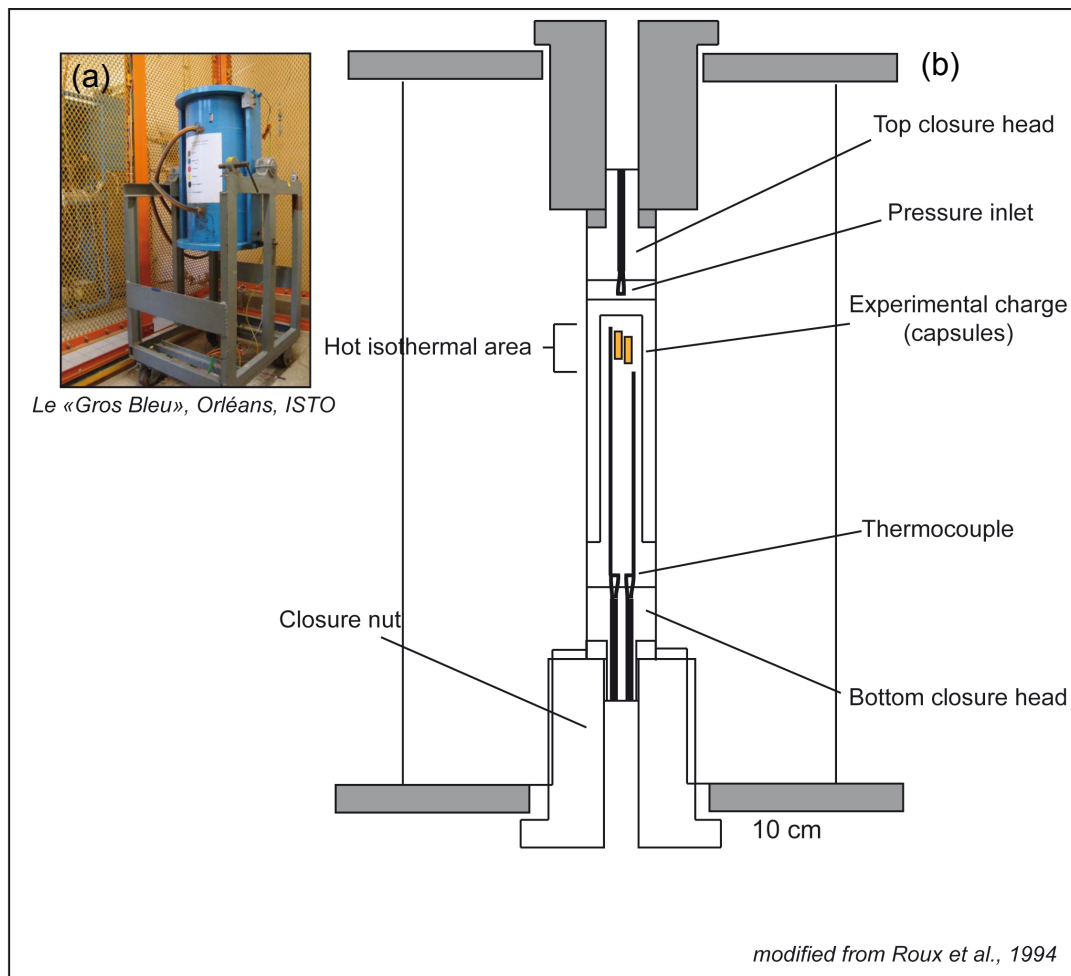 (a)
(b)
Top closure head
Pressure inlet
Experimental charge
(capsules)
Hot isothermal area
Le «Gros Bleu», Orléans, ISTO
Thermocouple
Closure nut
Bottom closure head
10 cm
modified from Roux et al., 1994